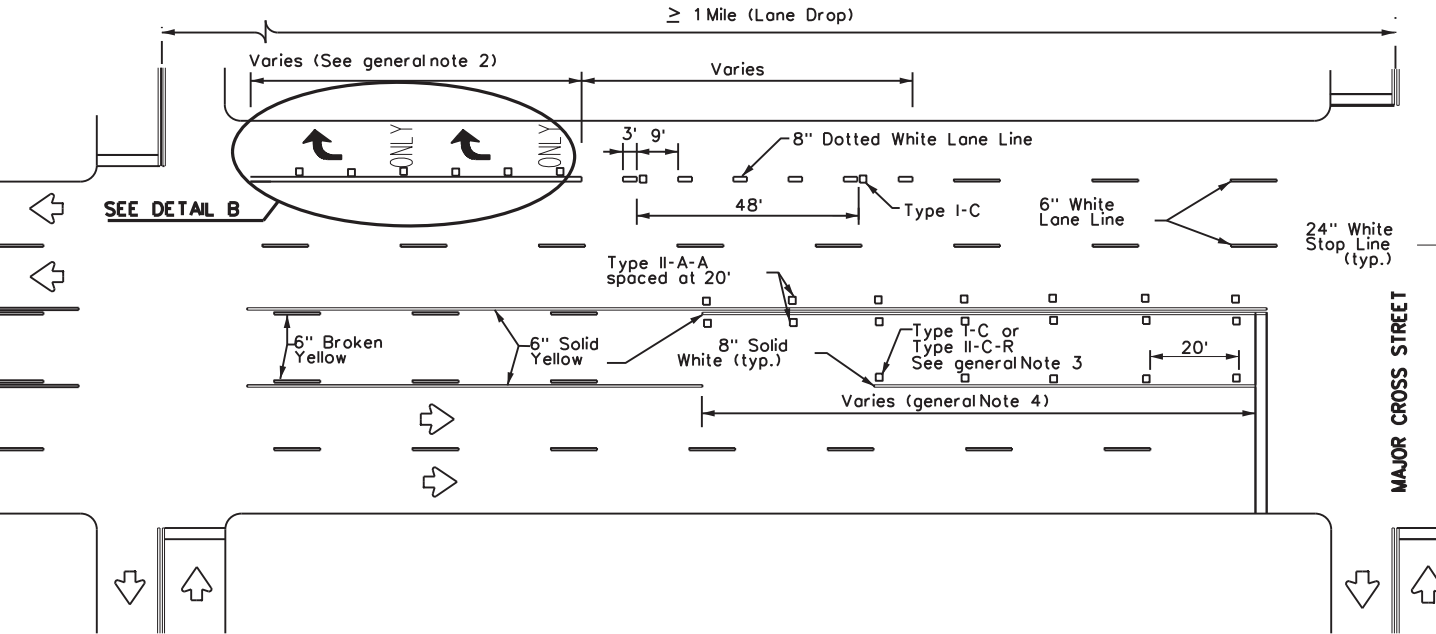 ≥ 1 Mile (Lane Drop)
Varies (See general note 2)
Varies
ONLY
ONLY
3'
9'
8" Dotted White Lane Line
SEE DETAIL B
48'
Type I-C
6" White
Lane Line
24" White
Stop Line
(typ.)
Type II-A-A
spaced at 20'
6" Broken
Yellow
6" Solid
Yellow
8" Solid
White (typ.)
Type I-C or
Type II-C-R
See general Note 3
20'
Varies (general Note 4)
MAJOR CROSS STREET